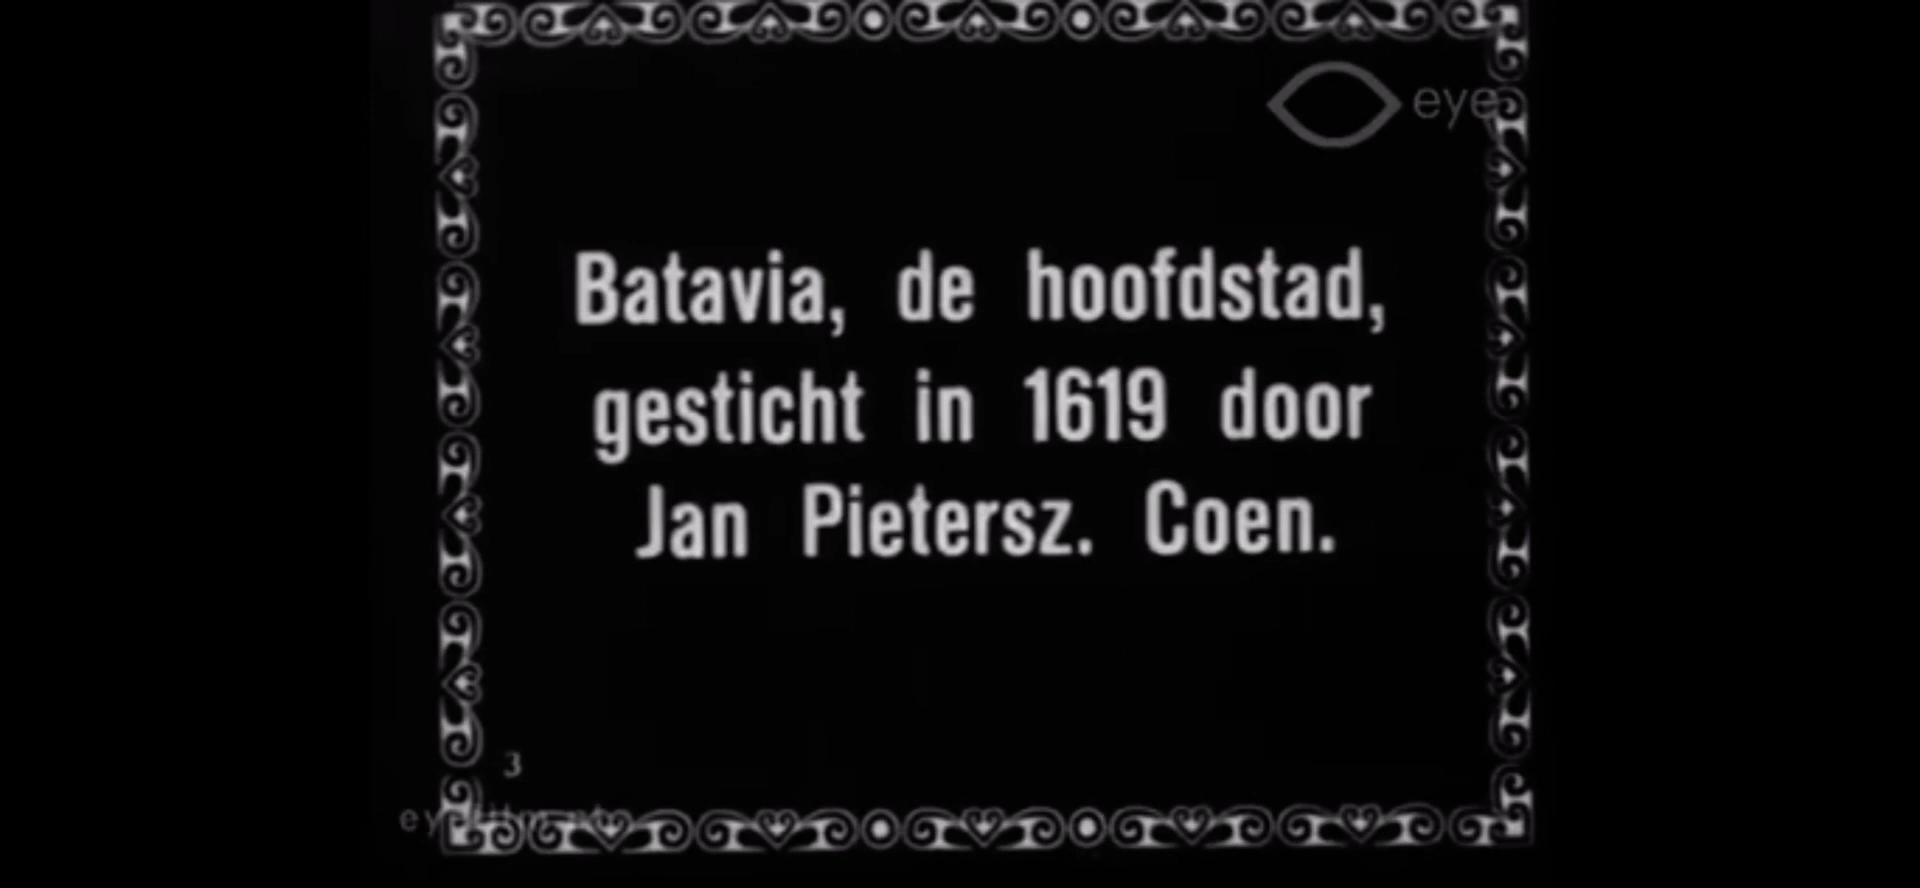 eye
Batavia, de hoofdstad,
gesticht in 1619 door
Jan Pietersz. Coen.
3